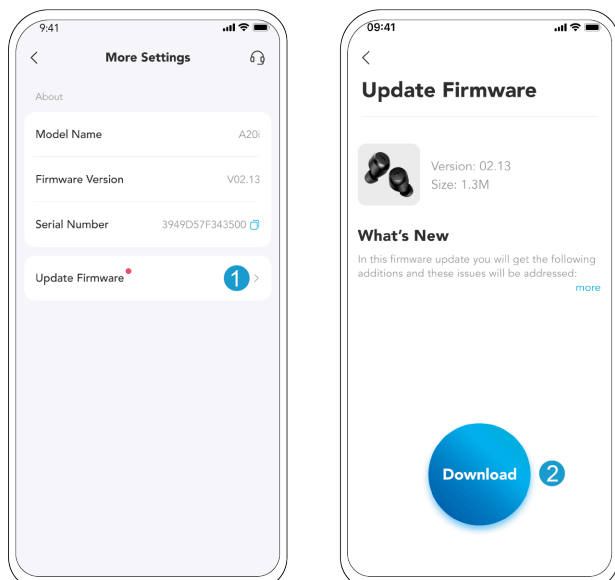 9:41
More Settings
About
Model Name A20i
Firmware Version V02.13
Serial Number 3949D57F343500
Update Firmware 1
09:41
Update Firmware
Version: 02.13
Size: 1.3M
What's New
In this firmware update you will get the following
additions and these issues will be addressed:
more
Download 2